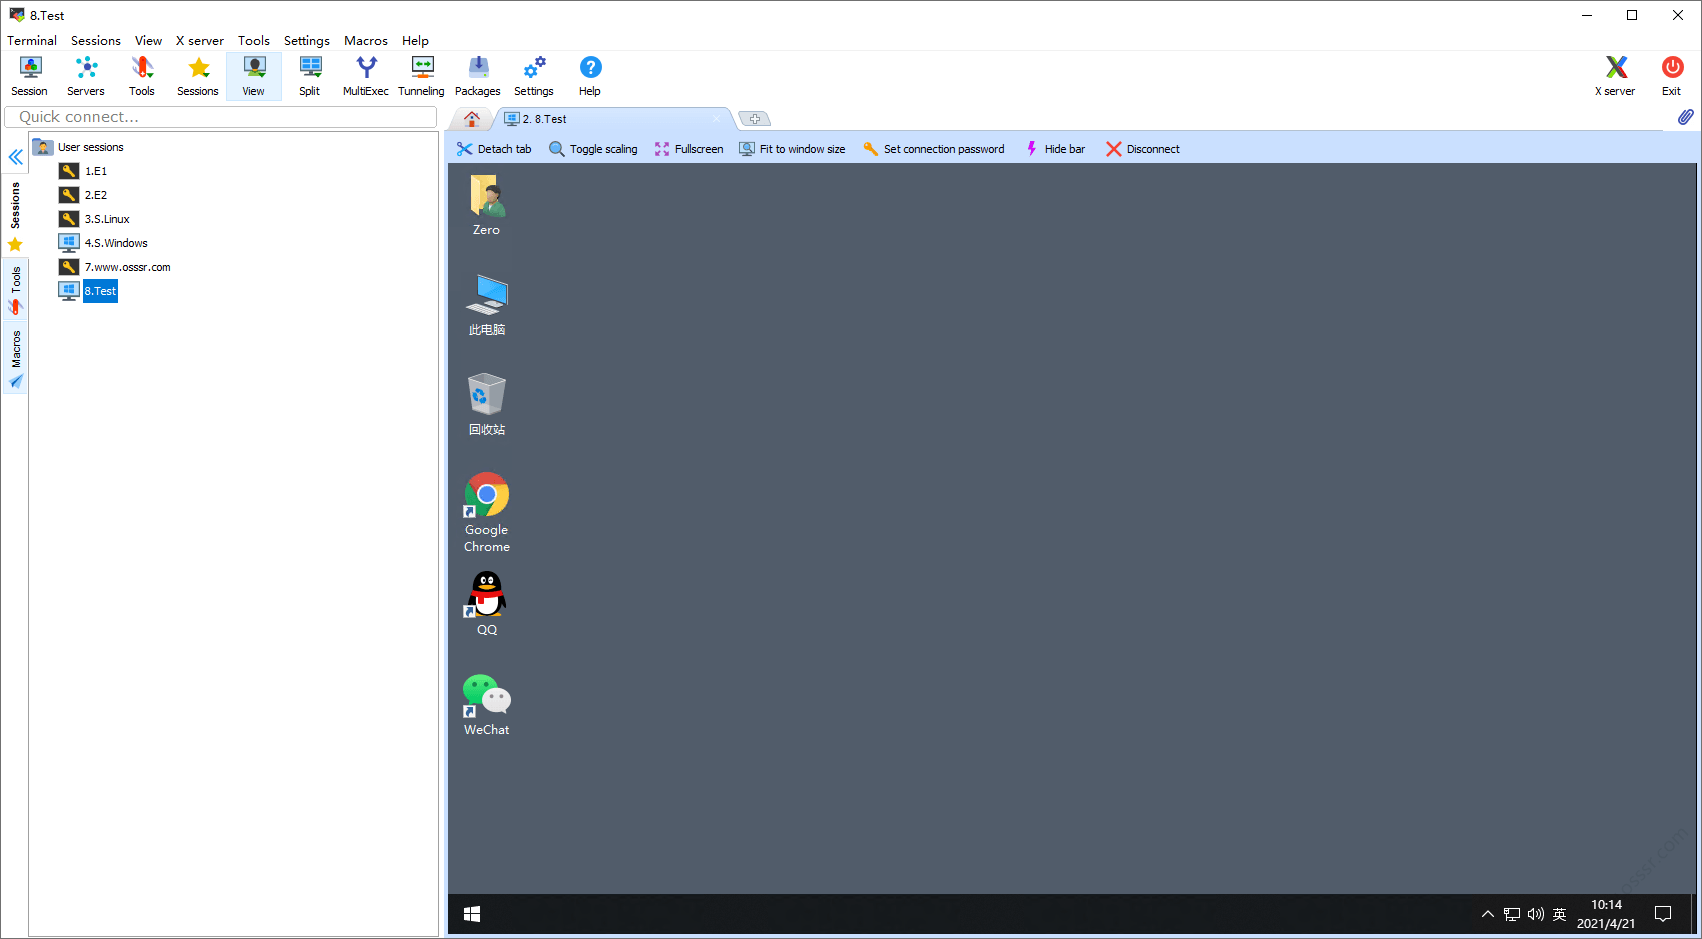 8.Test
Terminal Sessions View X server Tools Settings Macros Help
Session Servers Tools Sessions View Split MultiExec Tunneling Packages Settings Help X server Exit
Quick connect...
2. 8.Test
Detach tab Toggle scaling Fullscreen Fit to window size Set connection password Hide bar Disconnect
Sessions
Tools
Macros
User sessions
1.E1
2.E2
3.S.Linux
4.S.Windows
7.www.osssr.com
8.Test
Zero
此电脑
回收站
Google
Chrome
QQ
WeChat
osssr.com
英
10:14
2021/4/21